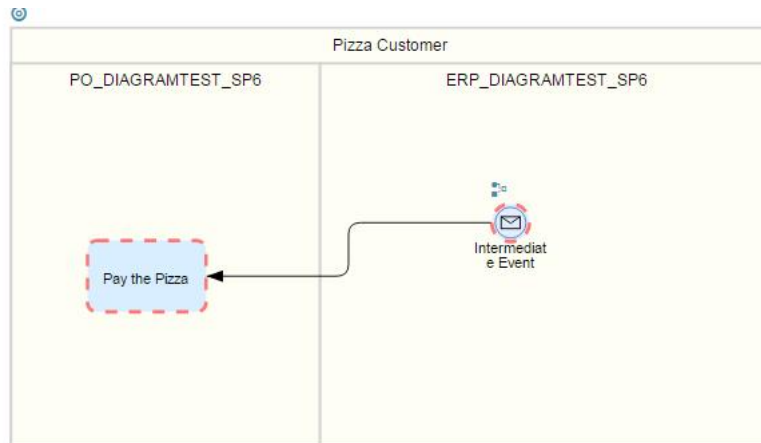 Pizza Customer
PO_DIAGRAMTEST_SP6
ERP_DIAGRAMTEST_SP6
Intermediat
e Event
Pay the Pizza